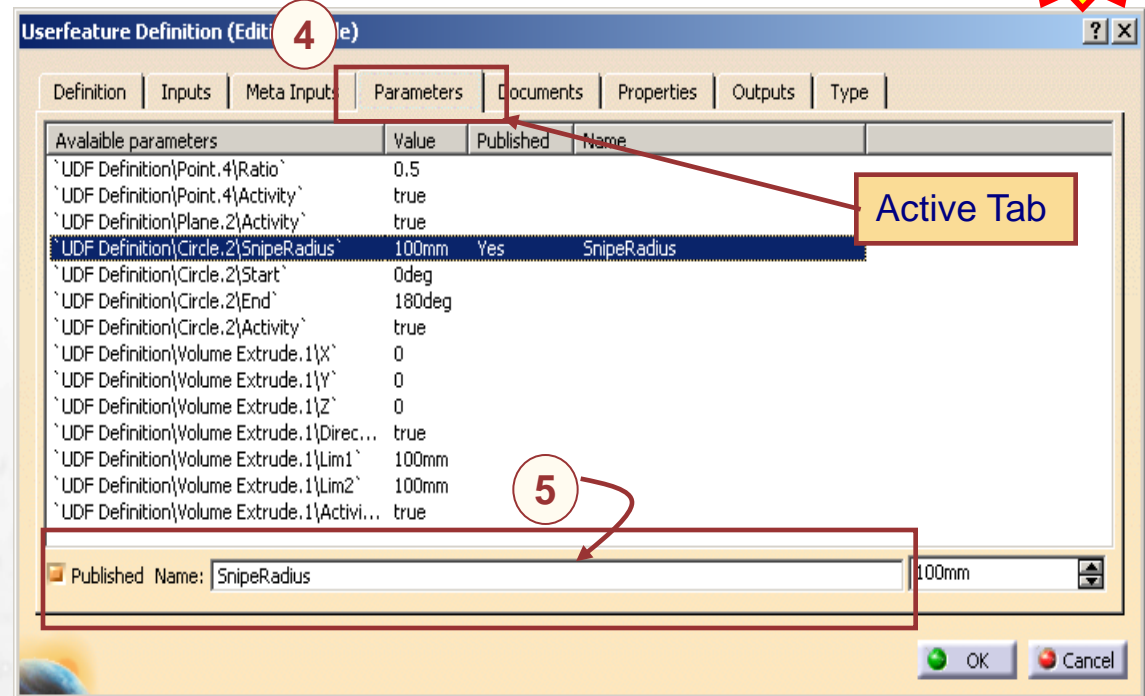 Userfeature Definition (Editi le)
4
Definition Inputs Meta Inputs Parameters Documents Properties Outputs Type
Avalaible parameters Value Published Name
`UDF Definition\Point.4\Ratio` 0.5
`UDF Definition\Point.4\Activity` true
`UDF Definition\Plane.2\Activity` true
Active Tab
`UDF Definition\Circle.2\SnipeRadius` 100mm Yes SnipeRadius
`UDF Definition\Circle.2\Start` 0deg
`UDF Definition\Circle.2\End` 180deg
`UDF Definition\Circle.2\Activity` true
`UDF Definition\Volume Extrude.1\X` 0
`UDF Definition\Volume Extrude.1\Y` 0
`UDF Definition\Volume Extrude.1\Z` 0
`UDF Definition\Volume Extrude.1\Direc... true
`UDF Definition\Volume Extrude.1\Lim1` 100mm
`UDF Definition\Volume Extrude.1\Lim2` 100mm
5
`UDF Definition\Volume Extrude.1\Activi... true
Published Name: SnipeRadius 100mm
OK Cancel